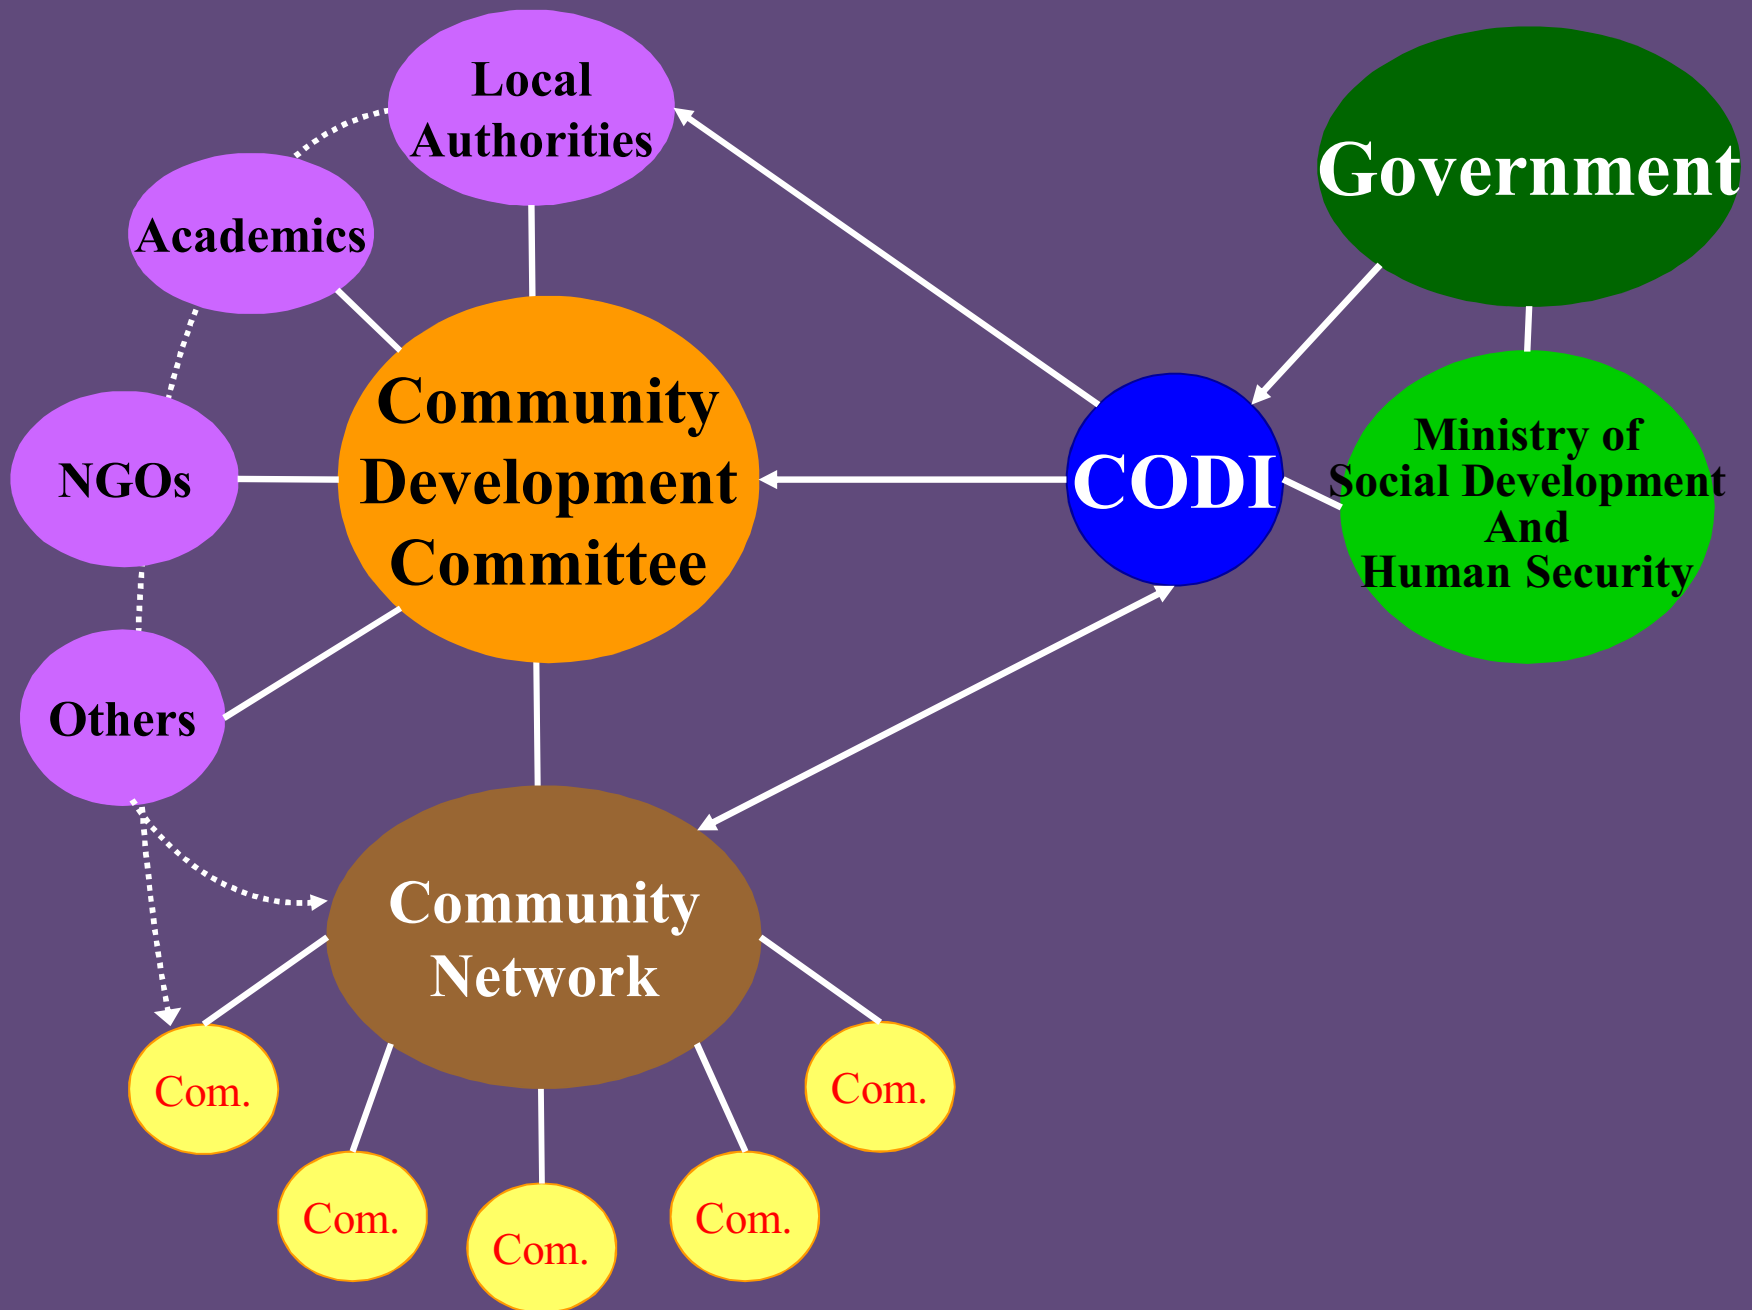 Local
Authorities
Government
Academics
Community
Development
Committee
CODI
Ministry of
Social Development
And
Human Security
NGOs
Others
Community
Network
Com.
Com.
Com.
Com.
Com.